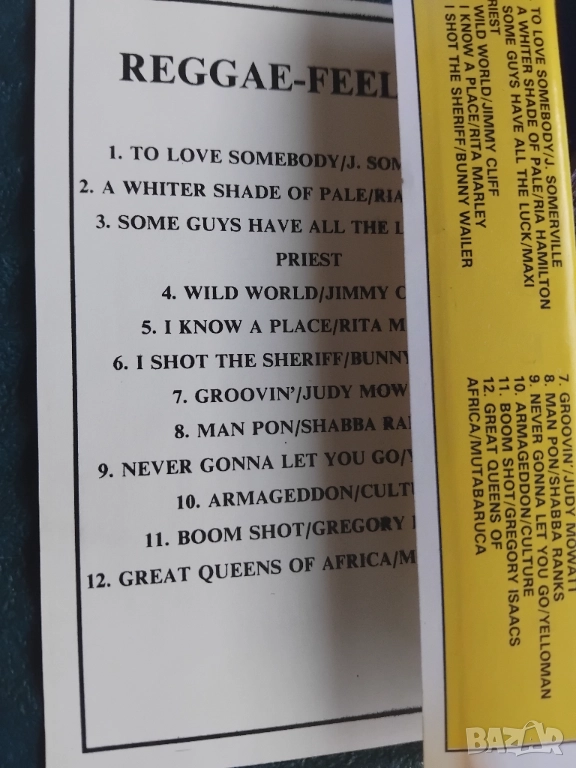 REGGAE-FEEL
1. TO LOVE SOMEBODY/J. SOM
2. A WHITER SHADE OF PALE/RIA
3. SOME GUYS HAVE ALL THE L
PRIEST
4. WILD WORLD/JIMMY C
5. I KNOW A PLACE/RITA M
6. I SHOT THE SHERIFF/BUNNY
7. GROOVIN'/JUDY MOW
8. MAN PON/SHABBA RA
9. NEVER GONNA LET YOU GO/Y
10. ARMAGEDDON/CULTU
11. BOOM SHOT/GREGORY I
12. GREAT QUEENS OF AFRICA/M
TO LOVE SOMEBODY/J. SOMERVILLE
A WHITER SHADE OF PALE/RIA HAMILTON
SOME GUYS HAVE ALL THE LUCK/MAXI
PRIEST
WILD WORLD/JIMMY CLIFF
I KNOW A PLACE/RITA MARLEY
I SHOT THE SHERIFF/BUNNY WAILER
7. GROOVIN'/JUDY MOWATT
8. MAN PON/SHABBA RANKS
9. NEVER GONNA LET YOU GO/YELLOMAN
10. ARMAGEDDON/CULTURE
11. BOOM SHOT/GREGORY ISAACS
12. GREAT QUEENS OF
AFRICA/MUTABARUCA
BAZAR